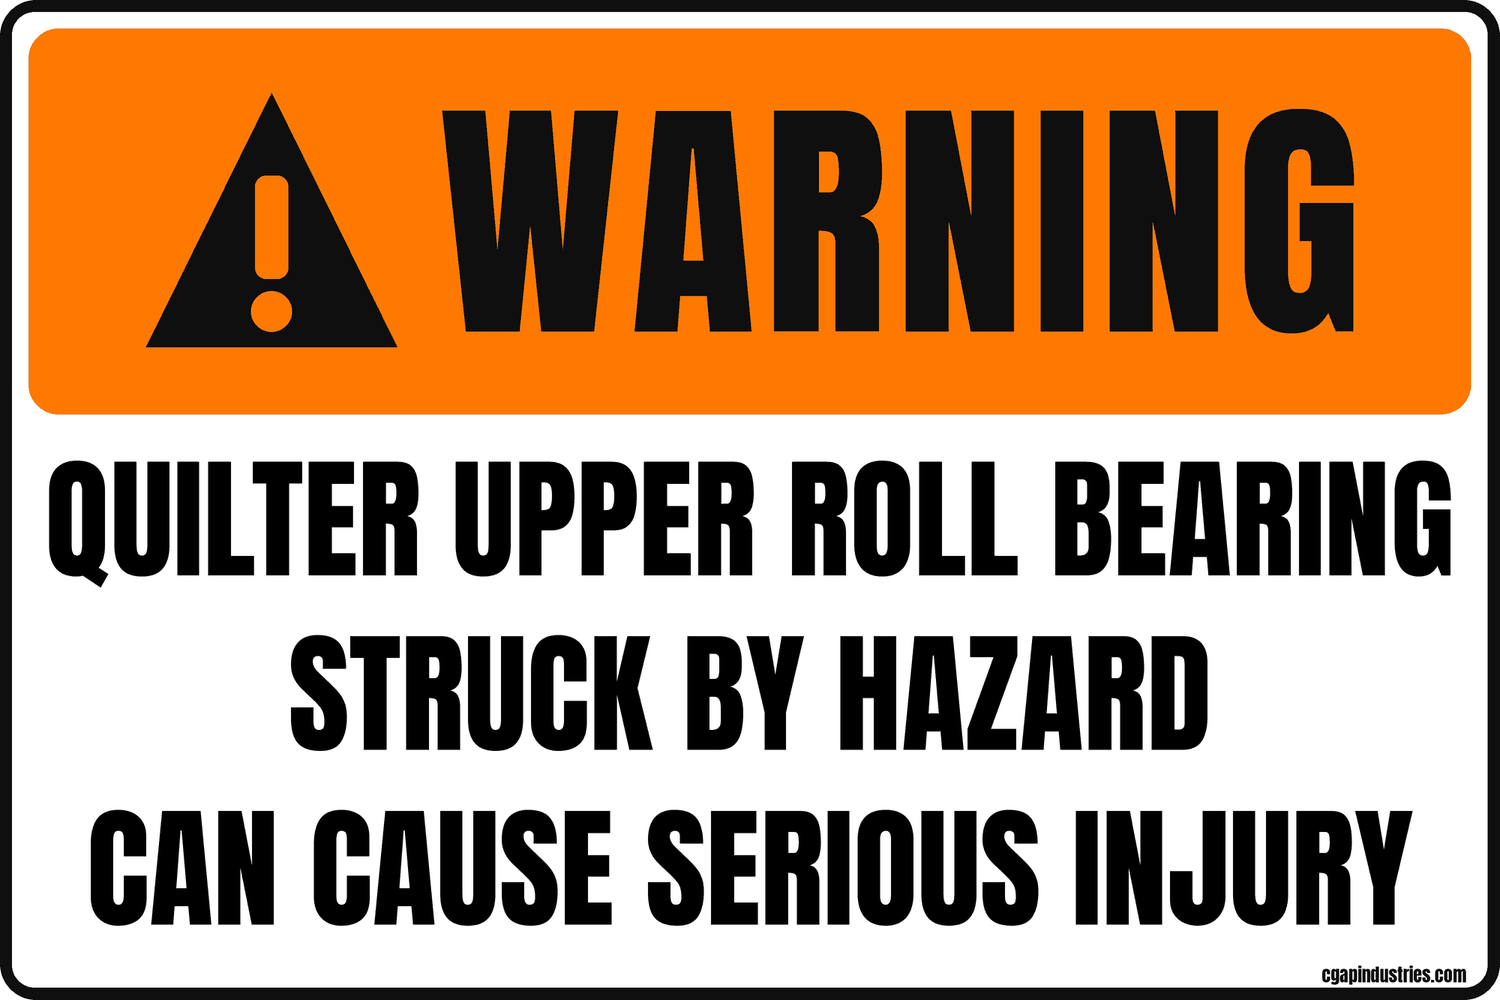 WARNING
QUILTER UPPER ROLL BEARING
STRUCK BY HAZARD
CAN CAUSE SERIOUS INJURY
cgapindustries.com